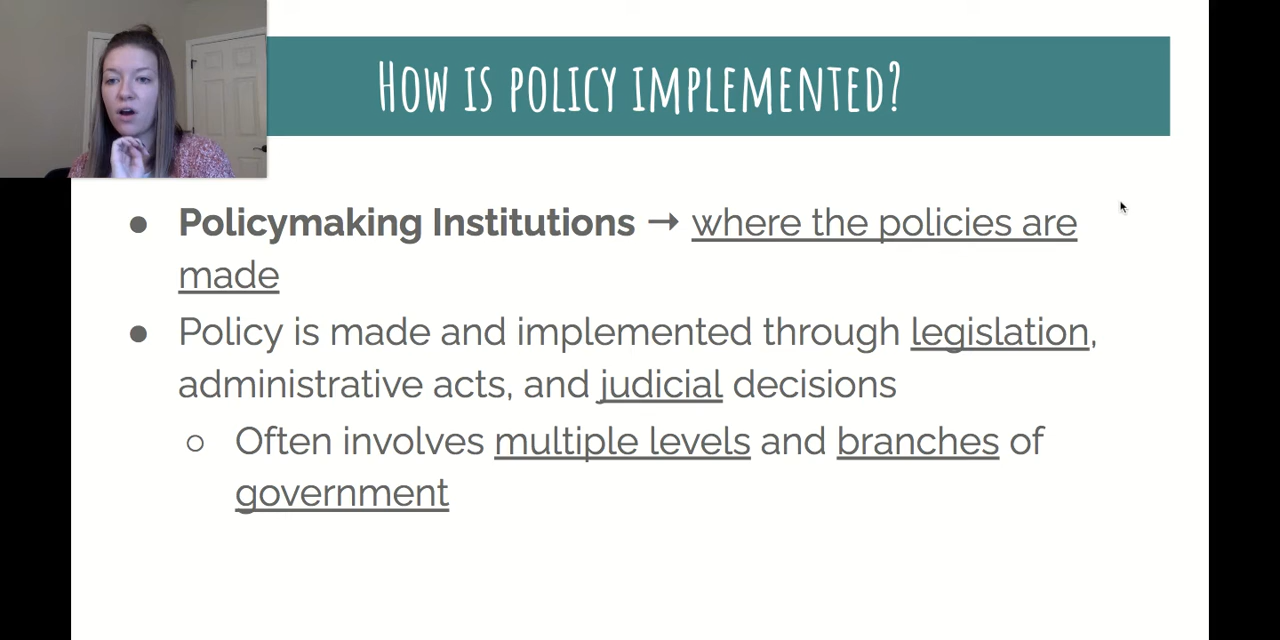 How is policy implemented?
● Policymaking Institutions → where the policies are
made
● Policy is made and implemented through legislation,
administrative acts, and judicial decisions
○ Often involves multiple levels and branches of
government